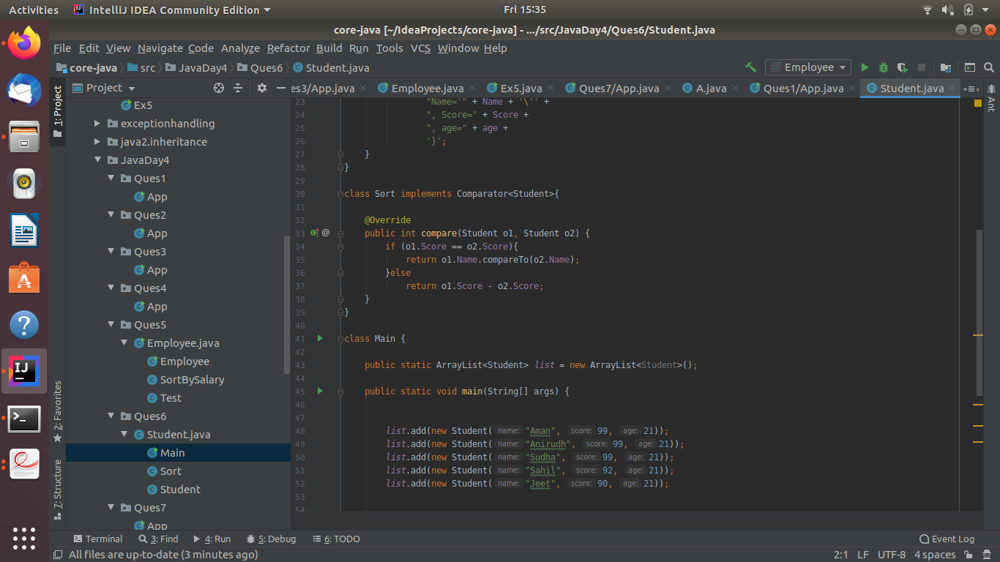 Activities IntelliJ IDEA Community Edition Fri 15:35
core-java [~/IdeaProjects/core-java] - .../src/JavaDay4/Ques6/Student.java
File Edit View Navigate Code Analyze Refactor Build Run Tools VCS Window Help
core-java src JavaDay4 Ques6 Student.java Employee
1: Project
Project
es3/App.java Employee.java Ex5.java Ques7/App.java A.java Ques1/App.java Student.java 4
Ant
Ex5
exceptionhandling
java2.inheritance
JavaDay4
Ques1
App
Ques2
App
Ques3
App
Ques4
App
Ques5
Employee.java
Employee
SortBySalary
Test
Ques6
Student.java
Main
Sort
Student
Ques7
App
2: Favorites
7: Structure
23 "Name='" + Name + '\'' +
24 ", Score=" + Score +
25 ", age=" + age +
26 '}';
27 }
28 }
29
30 class Sort implements Comparator<Student>{
31
32 @Override
33 @ public int compare(Student o1, Student o2) {
34 if (o1.Score == o2.Score){
35 return o1.Name.compareTo(o2.Name);
36 }else
37 return o1.Score - o2.Score;
38 }
39 }
40
41 class Main {
42
43 public static ArrayList<Student> list = new ArrayList<Student>();
44
45 public static void main(String[] args) {
46
47
48 list.add(new Student( name: "Aman", score: 99, age: 21));
49 list.add(new Student( name: "Anirudh", score: 99, age: 21));
50 list.add(new Student( name: "Sudha", score: 99, age: 21));
51 list.add(new Student( name: "Sahil", score: 92, age: 21));
52 list.add(new Student( name: "Jeet", score: 90, age: 21));
53
54
Terminal 3: Find 4: Run 5: Debug 6: TODO Event Log
All files are up-to-date (3 minutes ago) 2:1 LF UTF-8 4 spaces